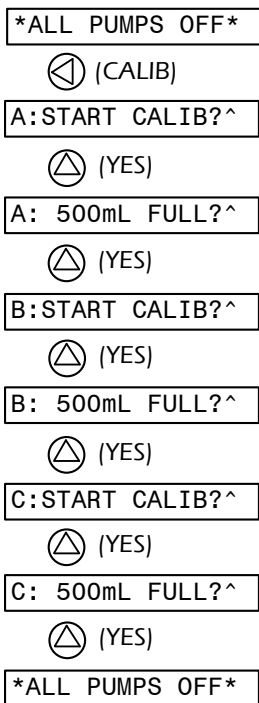 *ALL PUMPS OFF*
(CALIB)
A:START CALIB?^
(YES)
A: 500mL FULL?^
(YES)
B:START CALIB?^
(YES)
B: 500mL FULL?^
(YES)
C:START CALIB?^
(YES)
C: 500mL FULL?^
(YES)
*ALL PUMPS OFF*